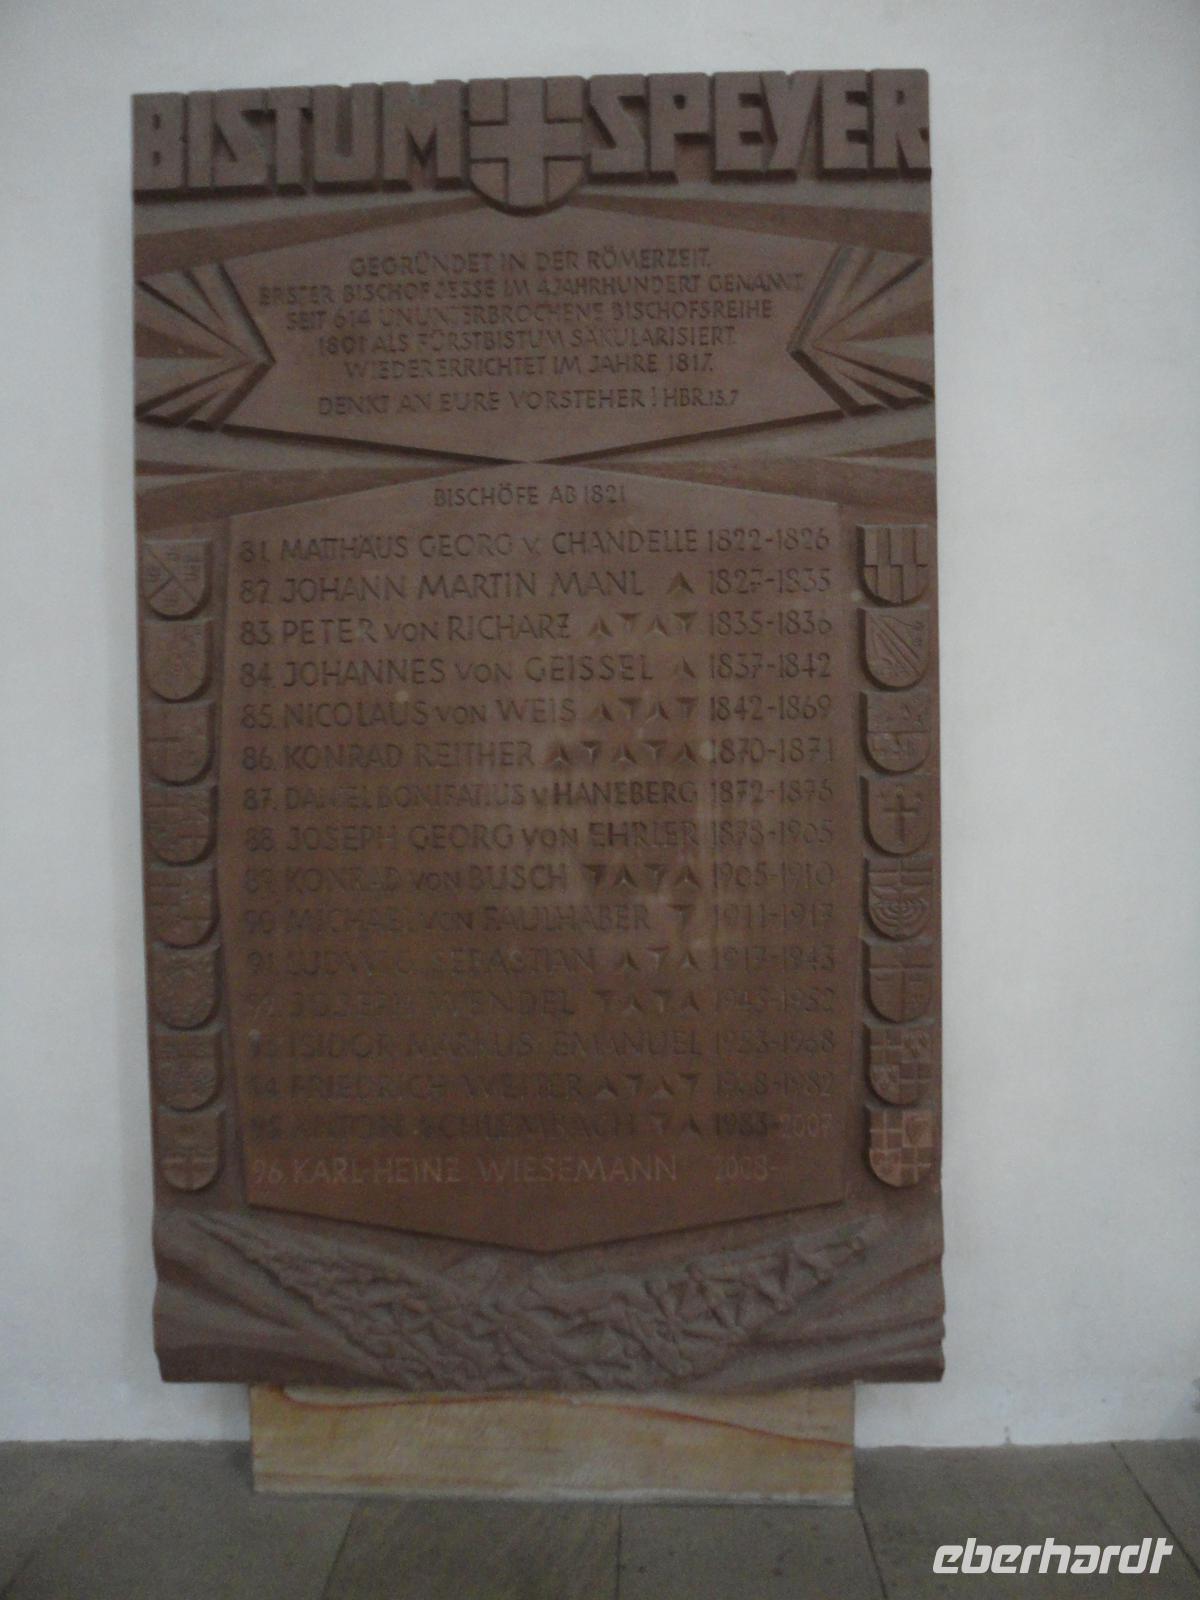 BISTUM SPEYER
GEGRÜNDET IN DER RÖMERZEIT.
ERSTER BISCHOF JESSE IM 4.JAHRHUNDERT GENANNT.
SEIT 614 UNUNTERBROCHENE BISCHOFSREIHE
1801 ALS FÜRSTBISTUM SÄKULARISIERT.
WIEDERERRICHTET IM JAHRE 1817.
DENKT AN EURE VORSTEHER! HBR.13,7
BISCHÖFE AB 1821
81. MATTHÄUS GEORG v. CHANDELLE 1822-1826
82. JOHANN MARTIN MANL 1827-1835
83. PETER von RICHARZ 1835-1836
84. JOHANNES von GEISSEL 1837-1842
85. NICOLAUS von WEIS 1842-1869
86. KONRAD REITHER 1870-1871
87. DANIEL BONIFATIUS v. HANEBERG 1872-1876
88. JOSEPH GEORG von EHRLER 1878-1905
89. KONRAD von BUSCH 1905-1910
90. MICHAEL von FAULHABER 1911-1917
91. LUDWIG SEBASTIAN 1917-1943
92. JOSEPH WENDEL 1943-1952
93. ISIDOR MARKUS EMANUEL 1953-1968
94. FRIEDRICH WETTER 1968-1982
95. ANTON SCHLEMBACH 1983-2007
96. KARL-HEINZ WIESEMANN 2008-
eberhardt